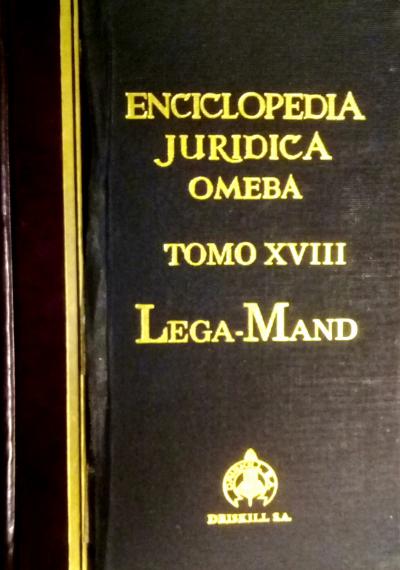 ENCICLOPEDIA
JURIDICA
OMEBA
TOMO XVIII
LEGA-MAND
DRISKILL S.A.